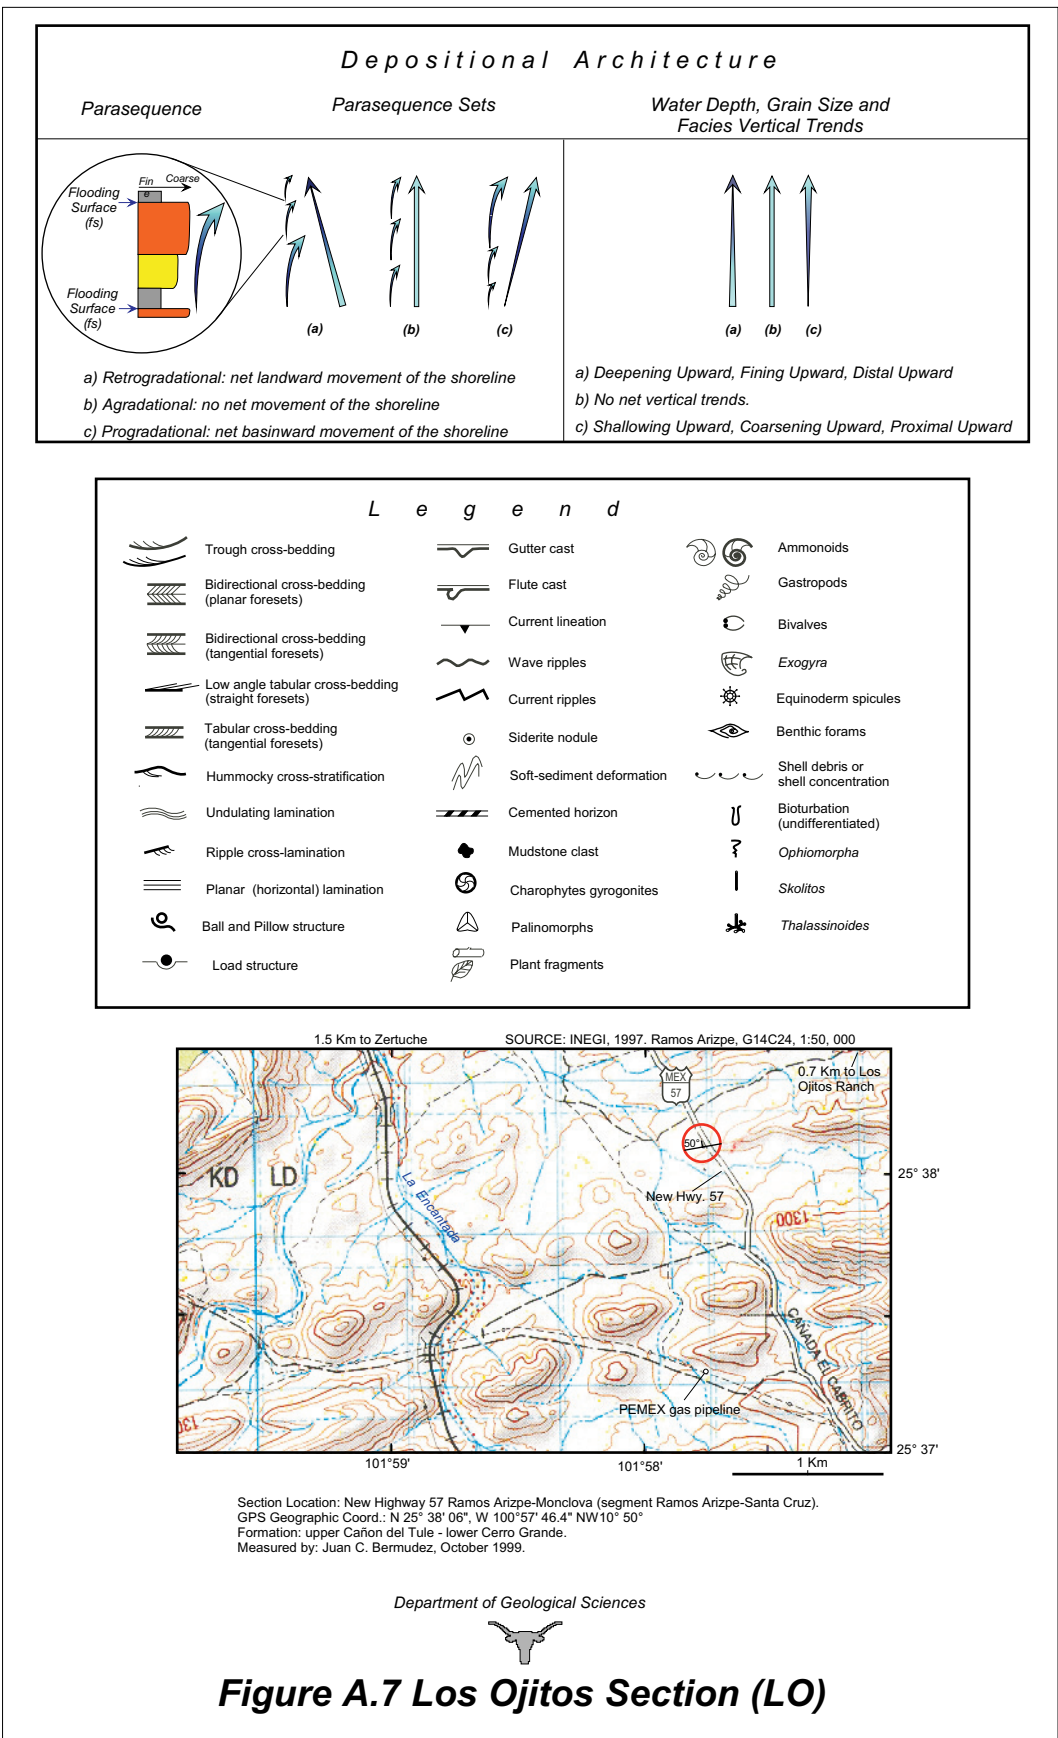 Depositional Architecture
Parasequence
Parasequence Sets
Water Depth, Grain Size and
Facies Vertical Trends
Fin
e
Coarse
Flooding
Surface
(fs)
Flooding
Surface
(fs)
(a)
(b)
(c)
(a)
(b)
(c)
a) Retrogradational: net landward movement of the shoreline
b) Agradational: no net movement of the shoreline
c) Progradational: net basinward movement of the shoreline
a) Deepening Upward, Fining Upward, Distal Upward
b) No net vertical trends.
c) Shallowing Upward, Coarsening Upward, Proximal Upward
Legend
Trough cross-bedding
Bidirectional cross-bedding
(planar foresets)
Bidirectional cross-bedding
(tangential foresets)
Low angle tabular cross-bedding
(straight foresets)
Tabular cross-bedding
(tangential foresets)
Hummocky cross-stratification
Undulating lamination
Ripple cross-lamination
Planar (horizontal) lamination
Ball and Pillow structure
Load structure
Gutter cast
Flute cast
Current lineation
Wave ripples
Current ripples
Siderite nodule
Soft-sediment deformation
Cemented horizon
Mudstone clast
Charophytes gyrogonites
Palinomorphs
Plant fragments
Ammonoids
Gastropods
Bivalves
Exogyra
Equinoderm spicules
Benthic forams
Shell debris or
shell concentration
Bioturbation
(undifferentiated)
Ophiomorpha
Skolitos
Thalassinoides
1.5 Km to Zertuche
SOURCE: INEGI, 1997. Ramos Arizpe, G14C24, 1:50, 000
0.7 Km to Los
Ojitos Ranch
MEX
57
50°
KD LD
La Encantada
New Hwy. 57
25° 38'
1300
CANADA EL CABRITO
PEMEX gas pipeline
130
25° 37'
101°59'
101°58'
1 Km
Section Location: New Highway 57 Ramos Arizpe-Monclova (segment Ramos Arizpe-Santa Cruz).
GPS Geographic Coord.: N 25° 38' 06", W 100°57' 46.4" NW10° 50°
Formation: upper Cañon del Tule - lower Cerro Grande.
Measured by: Juan C. Bermudez, October 1999.
Department of Geological Sciences
Figure A.7 Los Ojitos Section (LO)